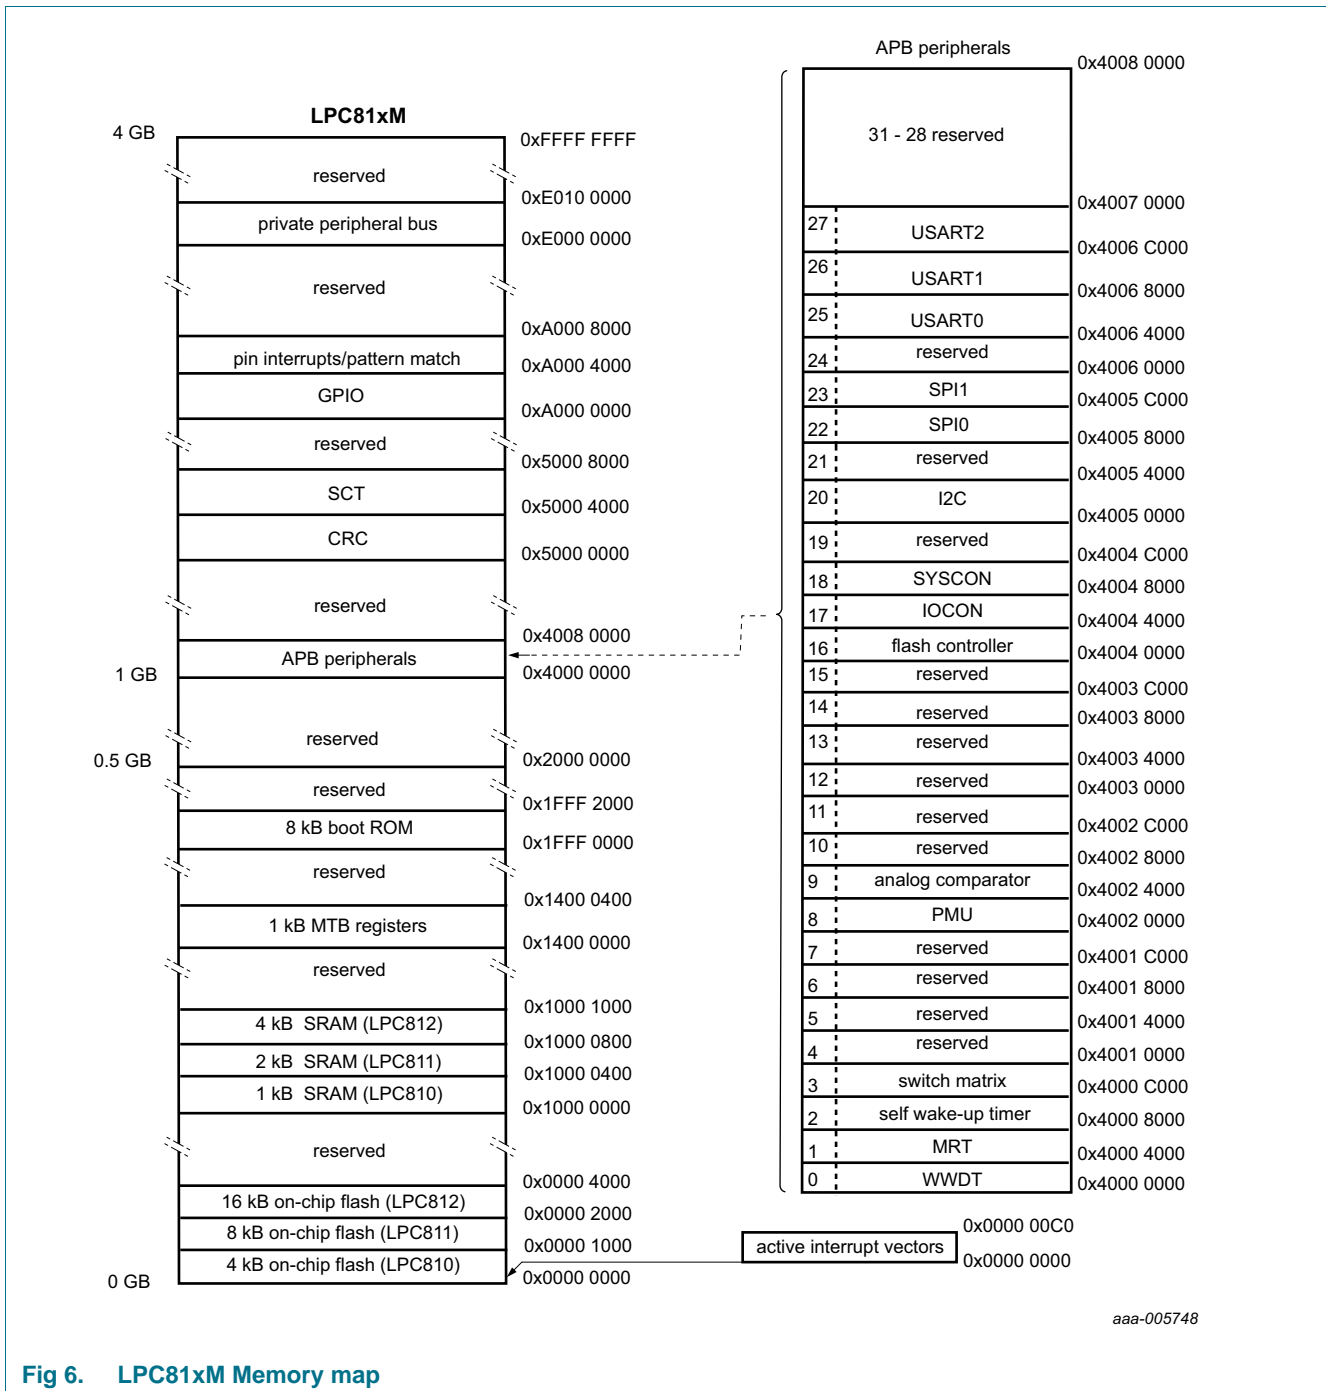 LPC81xM
4 GB
0xFFFF FFFF
reserved
0xE010 0000
private peripheral bus
0xE000 0000
reserved
0xA000 8000
pin interrupts/pattern match
0xA000 4000
GPIO
0xA000 0000
reserved
0x5000 8000
SCT
0x5000 4000
CRC
0x5000 0000
reserved
0x4008 0000
APB peripherals
0x4000 0000
1 GB
reserved
0.5 GB
0x2000 0000
reserved
0x1FFF 2000
8 kB boot ROM
0x1FFF 0000
reserved
0x1400 0400
1 kB MTB registers
0x1400 0000
reserved
0x1000 1000
4 kB SRAM (LPC812)
0x1000 0800
2 kB SRAM (LPC811)
0x1000 0400
1 kB SRAM (LPC810)
0x1000 0000
reserved
0x0000 4000
16 kB on-chip flash (LPC812)
0x0000 2000
8 kB on-chip flash (LPC811)
0x0000 1000
4 kB on-chip flash (LPC810)
0x0000 0000
0 GB
APB peripherals
0x4008 0000
31 - 28 reserved
0x4007 0000
27 USART2
0x4006 C000
26 USART1
0x4006 8000
25 USART0
0x4006 4000
24 reserved
0x4006 0000
23 SPI1
0x4005 C000
22 SPI0
0x4005 8000
21 reserved
0x4005 4000
20 I2C
0x4005 0000
19 reserved
0x4004 C000
18 SYSCON
0x4004 8000
17 IOCON
0x4004 4000
16 flash controller
0x4004 0000
15 reserved
0x4003 C000
14 reserved
0x4003 8000
13 reserved
0x4003 4000
12 reserved
0x4003 0000
11 reserved
0x4002 C000
10 reserved
0x4002 8000
9 analog comparator
0x4002 4000
8 PMU
0x4002 0000
7 reserved
0x4001 C000
6 reserved
0x4001 8000
5 reserved
0x4001 4000
4 reserved
0x4001 0000
3 switch matrix
0x4000 C000
2 self wake-up timer
0x4000 8000
1 MRT
0x4000 4000
0 WWDT
0x4000 0000
0x0000 00C0
active interrupt vectors
0x0000 0000
aaa-005748
Fig 6. LPC81xM Memory map